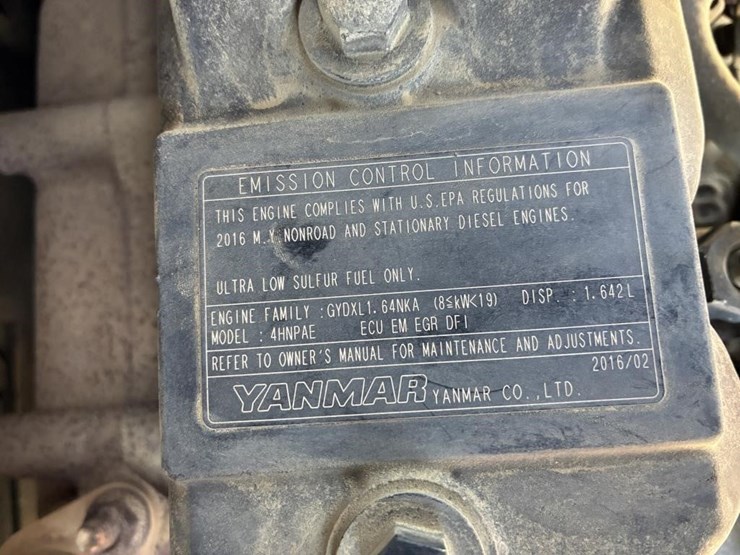 EMISSION CONTROL INFORMATION
THIS ENGINE COMPLIES WITH U.S.EPA REGULATIONS FOR
2016 M.Y NONROAD AND STATIONARY DIESEL ENGINES.
ULTRA LOW SULFUR FUEL ONLY.
ENGINE FAMILY :GYDXL1.64NKA (8≦kW<19) DISP. : 1.642L
MODEL : 4HNPAE ECU EM EGR DFI
REFER TO OWNER'S MANUAL FOR MAINTENANCE AND ADJUSTMENTS.
2016/02
YANMAR YANMAR CO.,LTD.